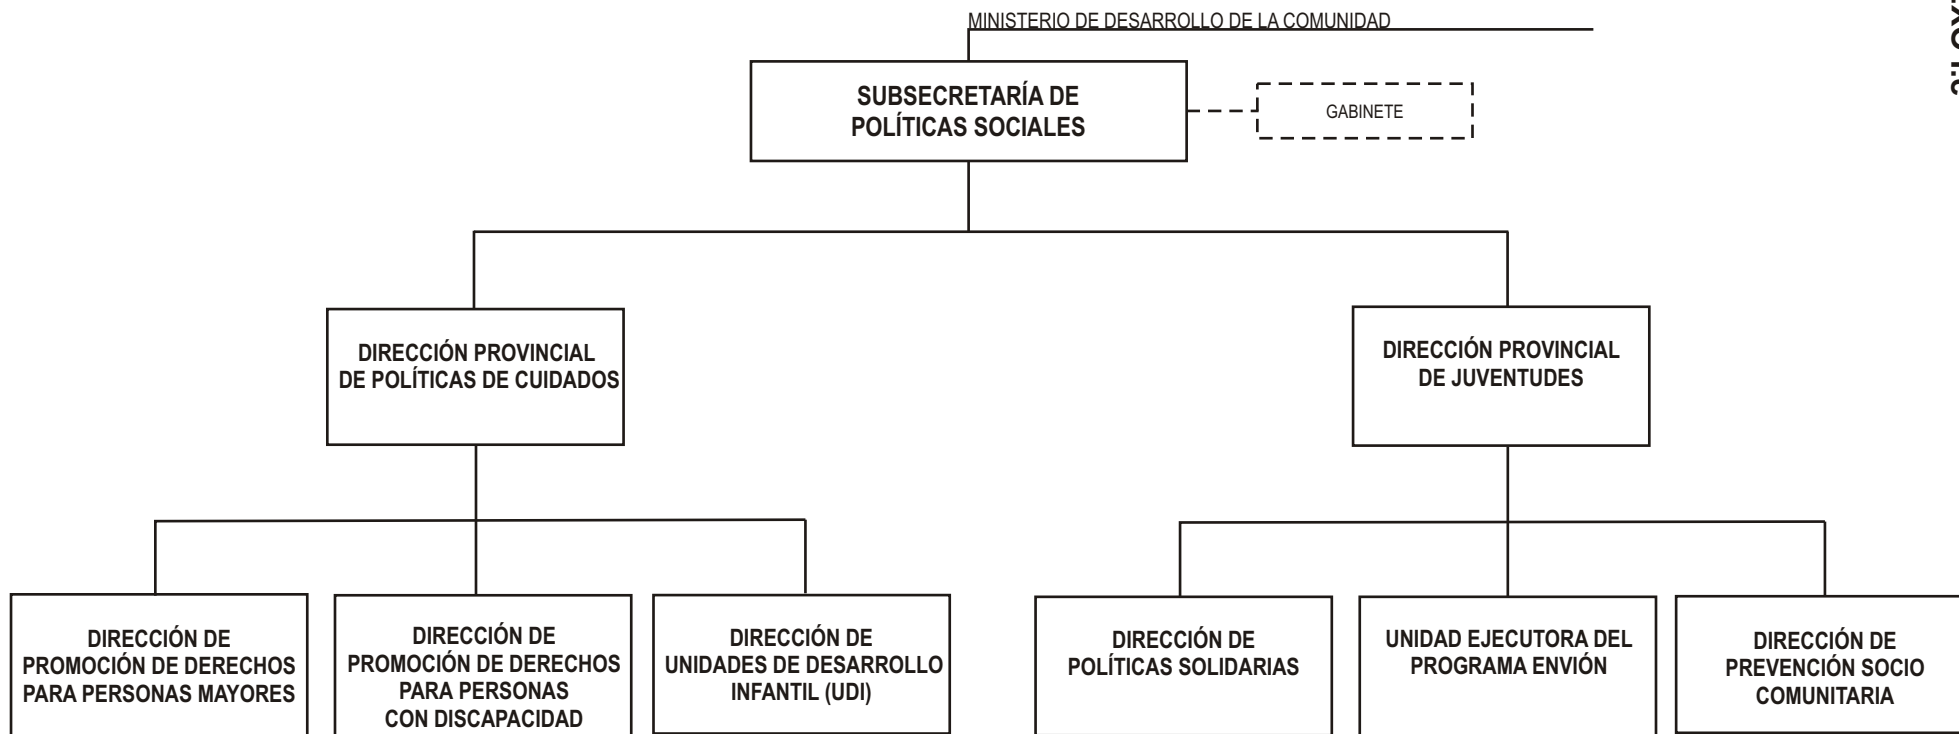 MINISTERIO DE DESARROLLO DE LA COMUNIDAD
SUBSECRETARÍA DE
POLÍTICAS SOCIALES
GABINETE
DIRECCIÓN PROVINCIAL
DE POLÍTICAS DE CUIDADOS
DIRECCIÓN PROVINCIAL
DE JUVENTUDES
DIRECCIÓN DE
PROMOCIÓN DE DERECHOS
PARA PERSONAS MAYORES
DIRECCIÓN DE
PROMOCIÓN DE DERECHOS
PARA PERSONAS
CON DISCAPACIDAD
DIRECCIÓN DE
UNIDADES DE DESARROLLO
INFANTIL (UDI)
DIRECCIÓN DE
POLÍTICAS SOLIDARIAS
UNIDAD EJECUTORA DEL
PROGRAMA ENVIÓN
DIRECCIÓN DE
PREVENCIÓN SOCIO
COMUNITARIA